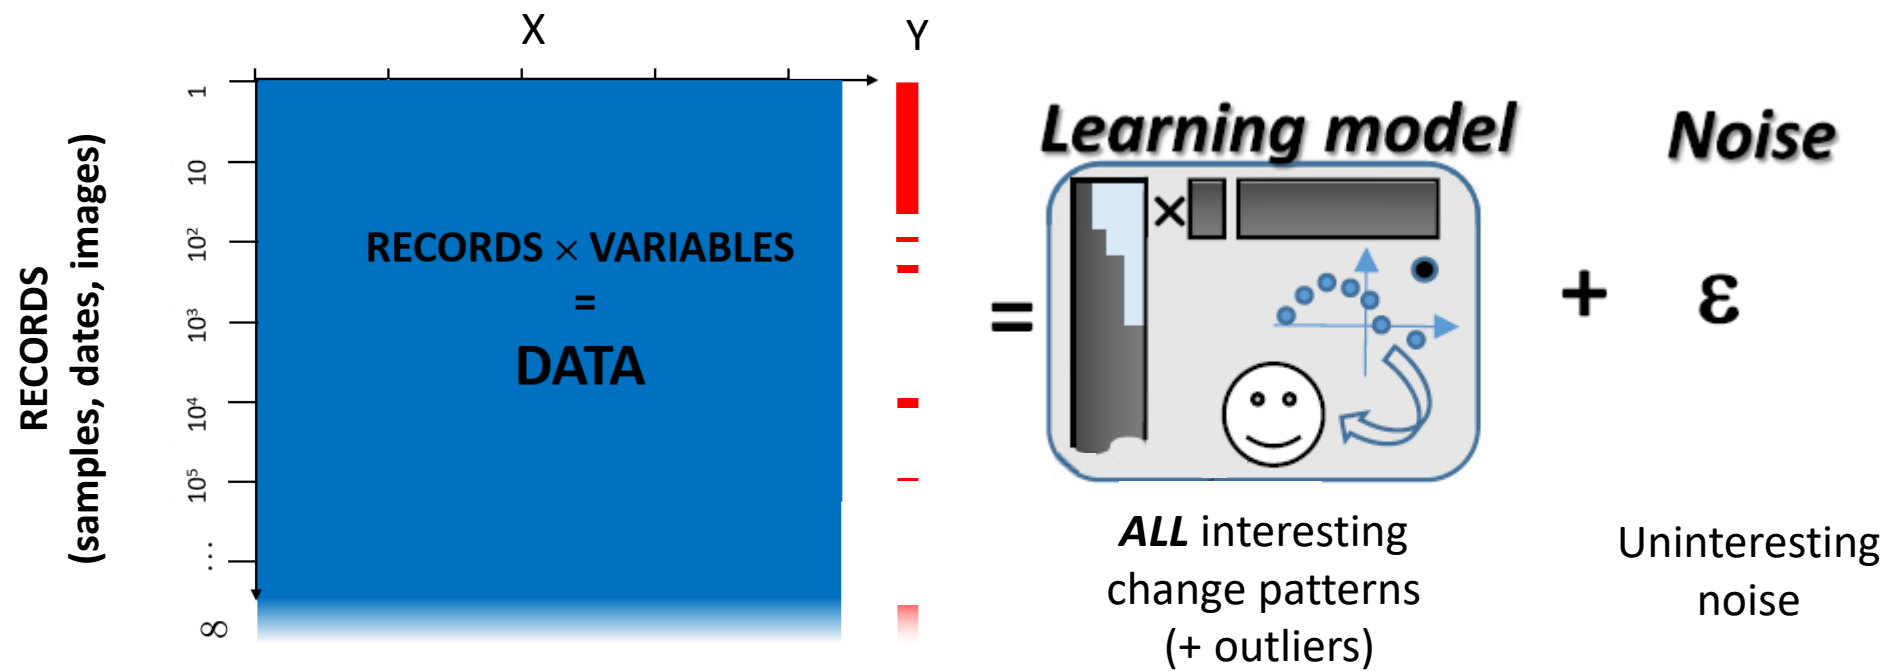 X
Y
RECORDS
(samples, dates, images)
1
10
10²
10³
10⁴
10⁵
...
∞
RECORDS × VARIABLES
=
DATA
=
Learning model
×
+
Noise
ε
ALL interesting
change patterns
(+ outliers)
Uninteresting
noise